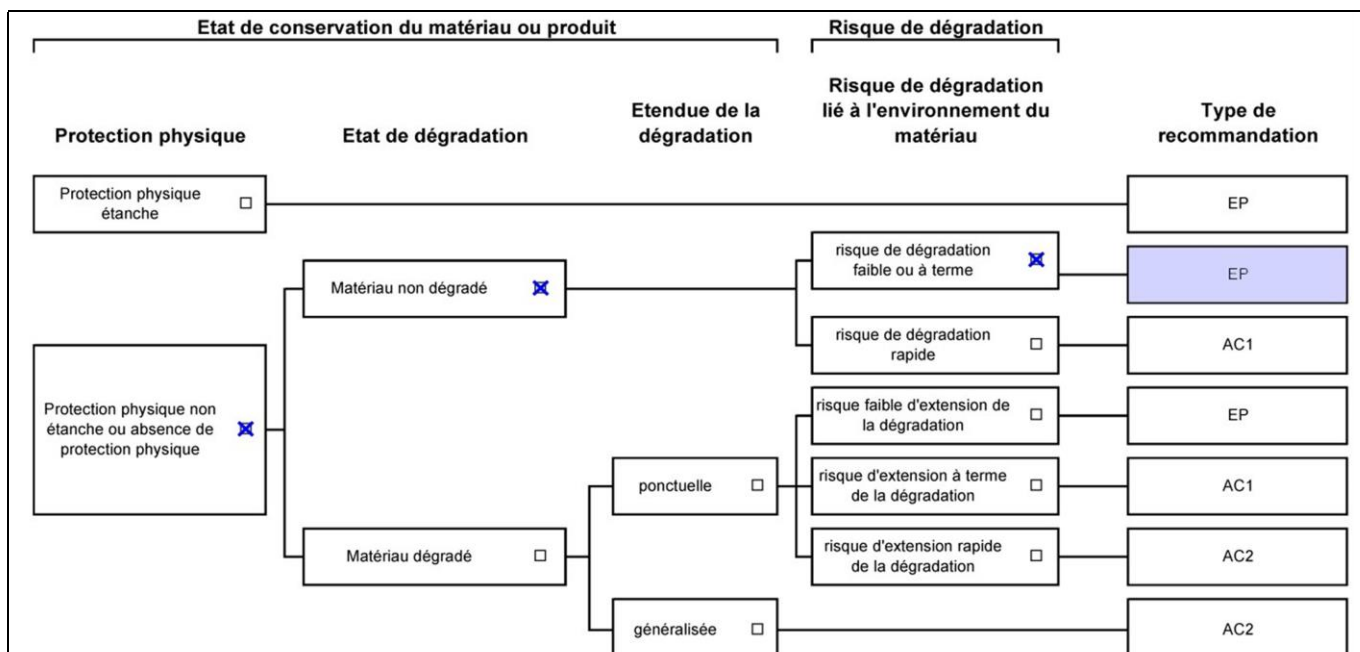 Etat de conservation du matériau ou produit
Risque de dégradation
Protection physique
Etat de dégradation
Etendue de la
dégradation
Risque de dégradation
lié à l'environnement du
matériau
Type de
recommandation
Protection physique
étanche
EP
Matériau non dégradé
risque de dégradation
faible ou à terme
EP
risque de dégradation
rapide
AC1
Protection physique non
étanche ou absence de
protection physique
risque faible d'extension de
la dégradation
EP
ponctuelle
risque d'extension à terme
de la dégradation
AC1
Matériau dégradé
risque d'extension rapide
de la dégradation
AC2
généralisée
AC2